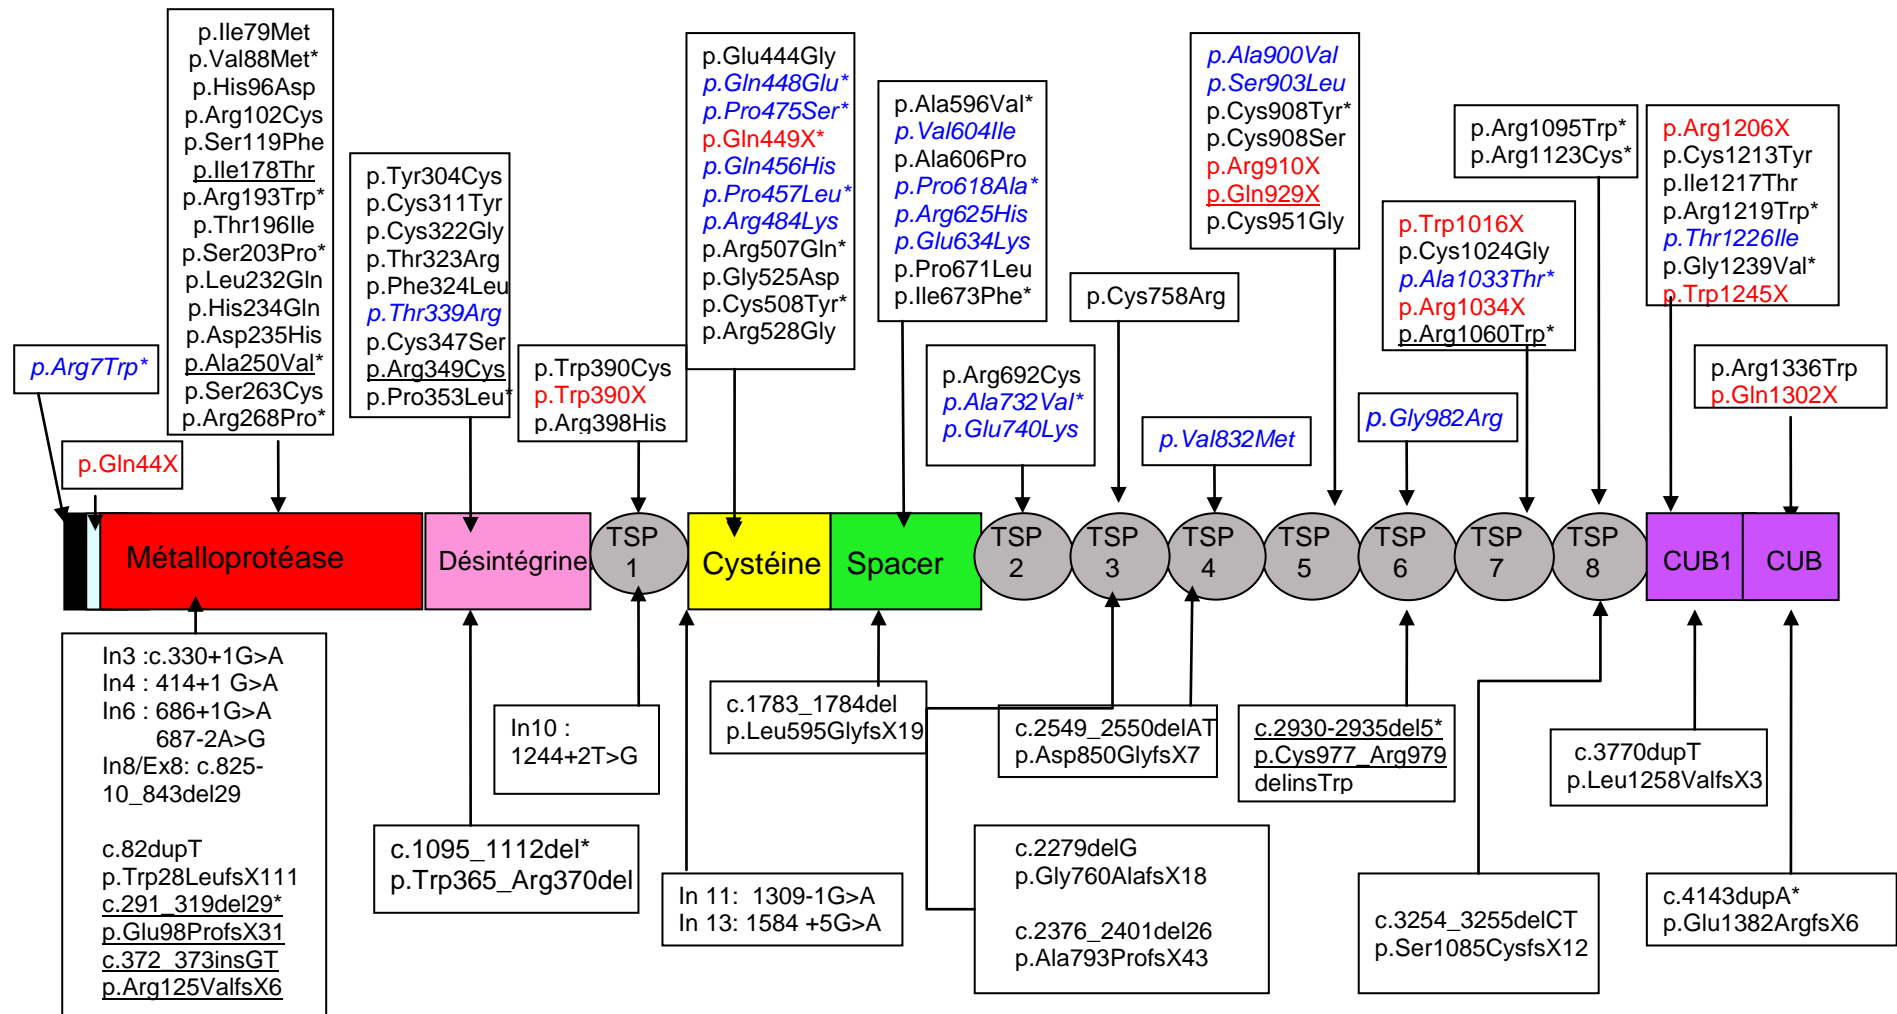 p.Ile79Met
p.Val88Met*
p.His96Asp
p.Arg102Cys
p.Ser119Phe
p.Ile178Thr
p.Arg193Trp*
p.Thr196Ile
p.Ser203Pro*
p.Leu232Gln
p.His234Gln
p.Asp235His
p.Ala250Val*
p.Ser263Cys
p.Arg268Pro*
p.Arg7Trp*
p.Gln44X
p.Tyr304Cys
p.Cys311Tyr
p.Cys322Gly
p.Thr323Arg
p.Phe324Leu
p.Thr339Arg
p.Cys347Ser
p.Arg349Cys
p.Pro353Leu*
p.Trp390Cys
p.Trp390X
p.Arg398His
p.Glu444Gly
p.Gln448Glu*
p.Pro475Ser*
p.Gln449X*
p.Gln456His
p.Pro457Leu*
p.Arg484Lys
p.Arg507Gln*
p.Gly525Asp
p.Cys508Tyr*
p.Arg528Gly
p.Ala596Val*
p.Val604Ile
p.Ala606Pro
p.Pro618Ala*
p.Arg625His
p.Glu634Lys
p.Pro671Leu
p.Ile673Phe*
p.Arg692Cys
p.Ala732Val*
p.Glu740Lys
p.Cys758Arg
p.Val832Met
p.Ala900Val
p.Ser903Leu
p.Cys908Tyr*
p.Cys908Ser
p.Arg910X
p.Gln929X
p.Cys951Gly
p.Gly982Arg
p.Trp1016X
p.Cys1024Gly
p.Ala1033Thr*
p.Arg1034X
p.Arg1060Trp*
p.Arg1095Trp*
p.Arg1123Cys*
p.Arg1206X
p.Cys1213Tyr
p.Ile1217Thr
p.Arg1219Trp*
p.Thr1226Ile
p.Gly1239Val*
p.Trp1245X
p.Arg1336Trp
p.Gln1302X
Métalloprotéase
Désintégrine
TSP
1
Cystéine
Spacer
TSP
2
TSP
3
TSP
4
TSP
5
TSP
6
TSP
7
TSP
8
CUB1
CUB
In3 :c.330+1G>A
In4 : 414+1 G>A
In6 : 686+1G>A
687-2A>G
In8/Ex8: c.825-
10_843del29
c.82dupT
p.Trp28LeufsX111
c.291_319del29*
p.Glu98ProfsX31
c.372_373insGT
p.Arg125ValfsX6
c.1095_1112del*
p.Trp365_Arg370del
In10 :
1244+2T>G
In 11:  1309-1G>A
In 13: 1584 +5G>A
c.1783_1784del
p.Leu595GlyfsX19
c.2279delG
p.Gly760AlafsX18
c.2376_2401del26
p.Ala793ProfsX43
c.2549_2550delAT
p.Asp850GlyfsX7
c.2930-2935del5*
p.Cys977_Arg979
delinsTrp
c.3254_3255delCT
p.Ser1085CysfsX12
c.3770dupT
p.Leu1258ValfsX3
c.4143dupA*
p.Glu1382ArgfsX6